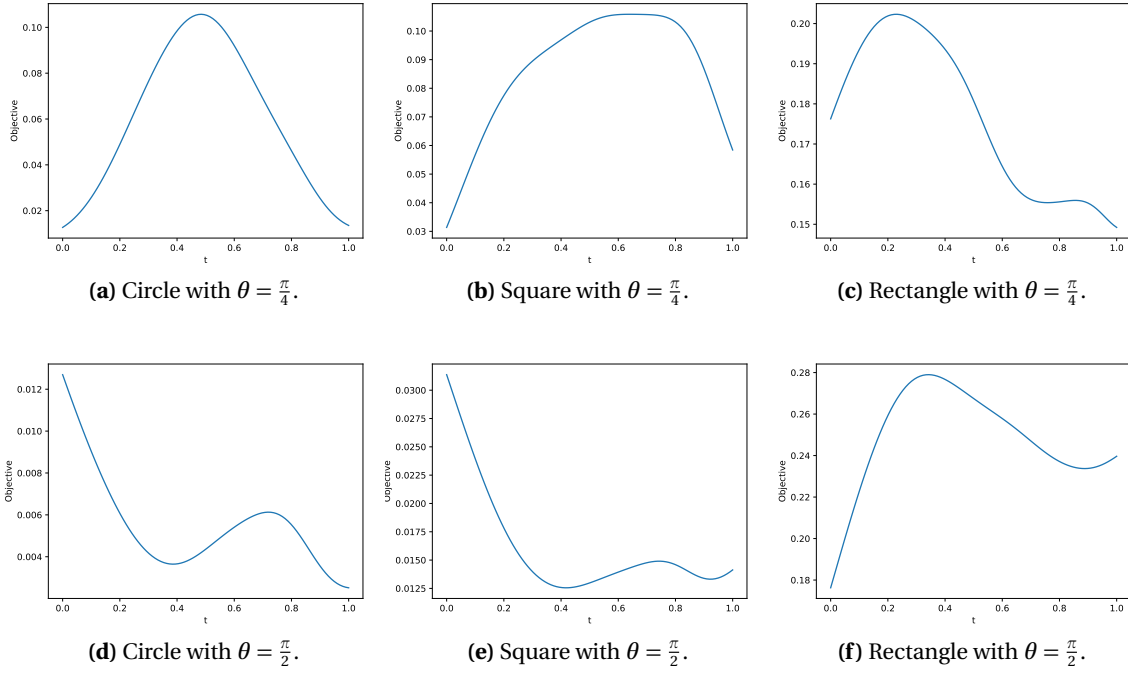 0.10
0.08
0.06
0.04
0.02
Objective
0.0 0.2 0.4 0.6 0.8 1.0
t
(a) Circle with θ = π/4.
0.10
0.09
0.08
0.07
0.06
0.05
0.04
0.03
Objective
0.0 0.2 0.4 0.6 0.8 1.0
t
(b) Square with θ = π/4.
0.20
0.19
0.18
0.17
0.16
0.15
Objective
0.0 0.2 0.4 0.6 0.8 1.0
t
(c) Rectangle with θ = π/4.
0.012
0.010
0.008
0.006
0.004
Objective
0.0 0.2 0.4 0.6 0.8 1.0
t
(d) Circle with θ = π/2.
0.0300
0.0275
0.0250
0.0225
0.0200
0.0175
0.0150
0.0125
Objective
0.0 0.2 0.4 0.6 0.8 1.0
t
(e) Square with θ = π/2.
0.28
0.26
0.24
0.22
0.20
0.18
Objective
0.0 0.2 0.4 0.6 0.8 1.0
t
(f) Rectangle with θ = π/2.